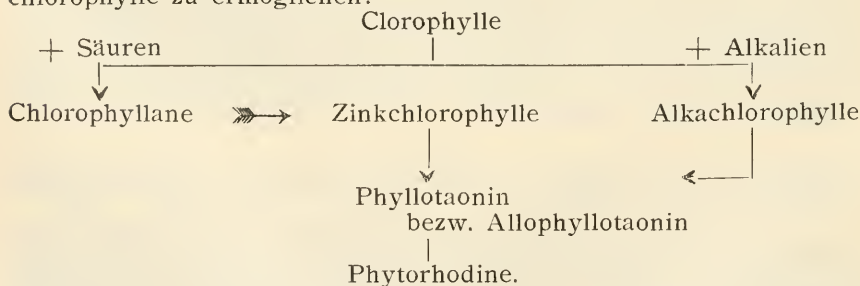 chlorophylle zu ermöglichen:
Clorophylle
+ Säuren + Alkalien
Chlorophyllane Zinkchlorophylle Alkachlorophylle
Phyllotaonin
bezw. Allophyllotaonin
Phytorhodine.